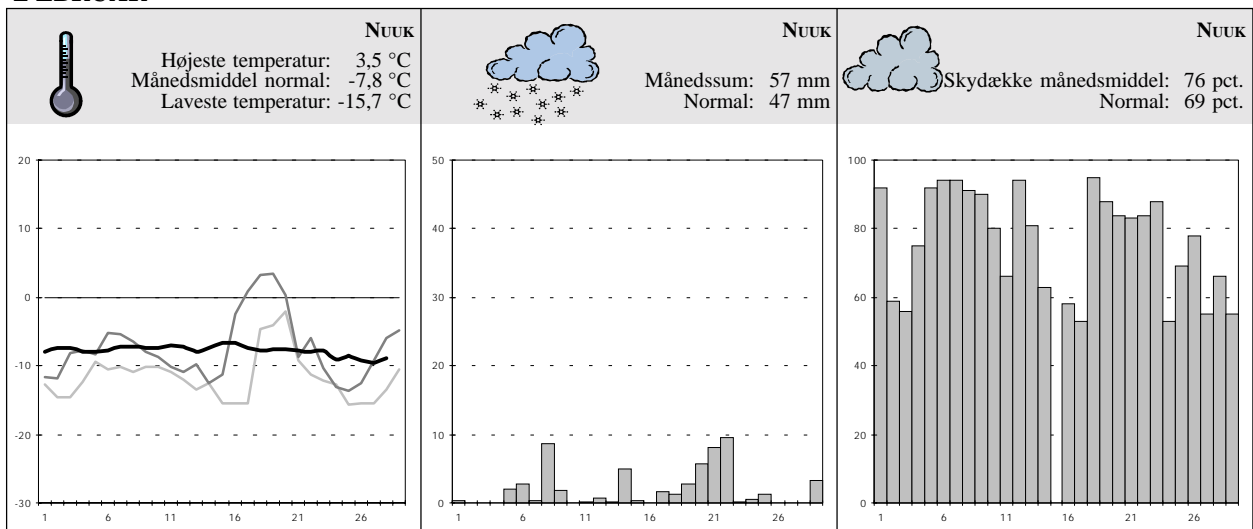 NUUK
Højeste temperatur: 3,5 °C
Månedsmiddel normal: -7,8 °C
Laveste temperatur: -15,7 °C
20
10
0
-10
-20
-30
1 6 11 16 21 26
NUUK
Månedssum: 57 mm
Normal: 47 mm
50
40
30
20
10
0
1 6 11 16 21 26
NUUK
Skydække månedsmiddel: 76 pct.
Normal: 69 pct.
100
80
60
40
20
0
1 6 11 16 21 26